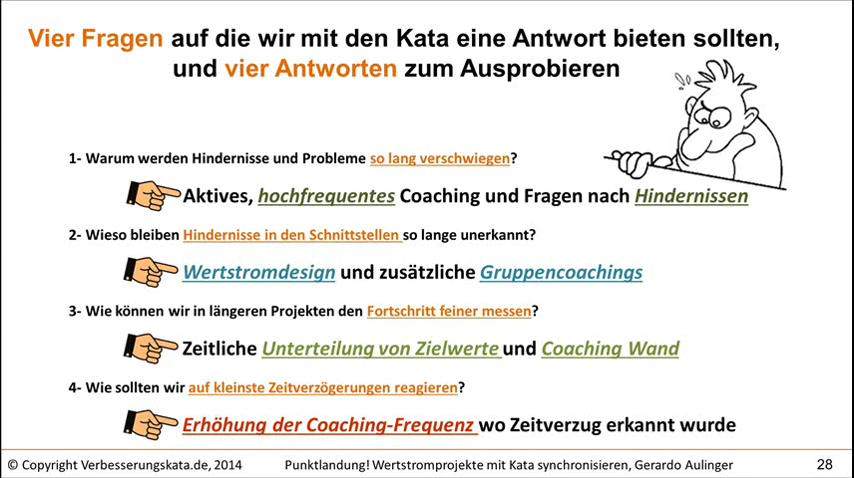 Vier Fragen auf die wir mit den Kata eine Antwort bieten sollten,
und vier Antworten zum Ausprobieren
1- Warum werden Hindernisse und Probleme so lang verschwiegen?
Aktives, hochfrequentes Coaching und Fragen nach Hindernissen
2- Wieso bleiben Hindernisse in den Schnittstellen so lange unerkannt?
Wertstromdesign und zusätzliche Gruppencoachings
3- Wie können wir in längeren Projekten den Fortschritt feiner messen?
Zeitliche Unterteilung von Zielwerte und Coaching Wand
4- Wie sollten wir auf kleinste Zeitverzögerungen reagieren?
Erhöhung der Coaching-Frequenz wo Zeitverzug erkannt wurde
© Copyright Verbesserungskata.de, 2014 Punktlandung! Wertstromprojekte mit Kata synchronisieren, Gerardo Aulinger 28